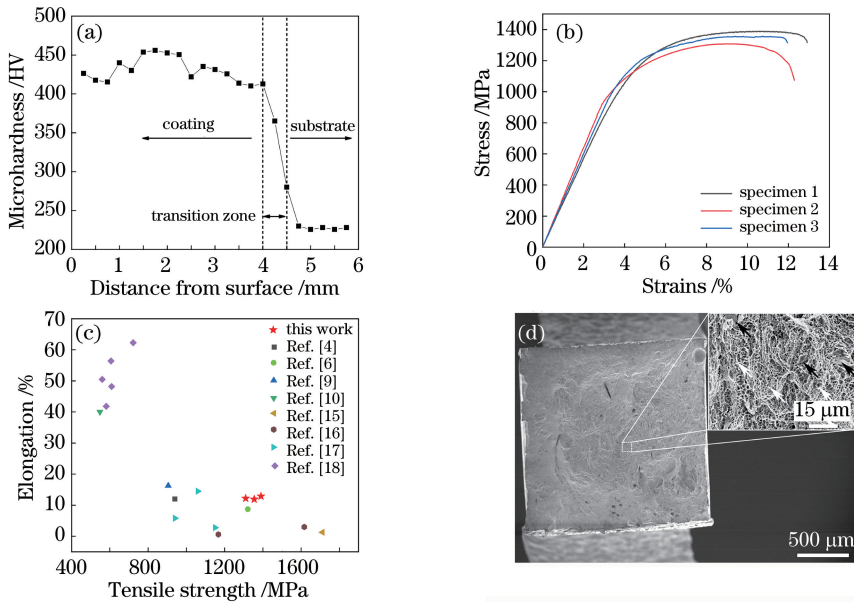 (a)
500
450
400
350
300
250
200
Microhardness /HV
coating
substrate
transition zone
0 1 2 3 4 5 6
Distance from surface /mm
(b)
1400
1200
1000
800
600
400
200
0
Stress /MPa
specimen 1
specimen 2
specimen 3
0 2 4 6 8 10 12 14
Strains /%
(c)
70
60
50
40
30
20
10
0
Elongation /%
this work
Ref. [4]
Ref. [6]
Ref. [9]
Ref. [10]
Ref. [15]
Ref. [16]
Ref. [17]
Ref. [18]
400 800 1200 1600
Tensile strength /MPa
(d)
15 μm
500 μm